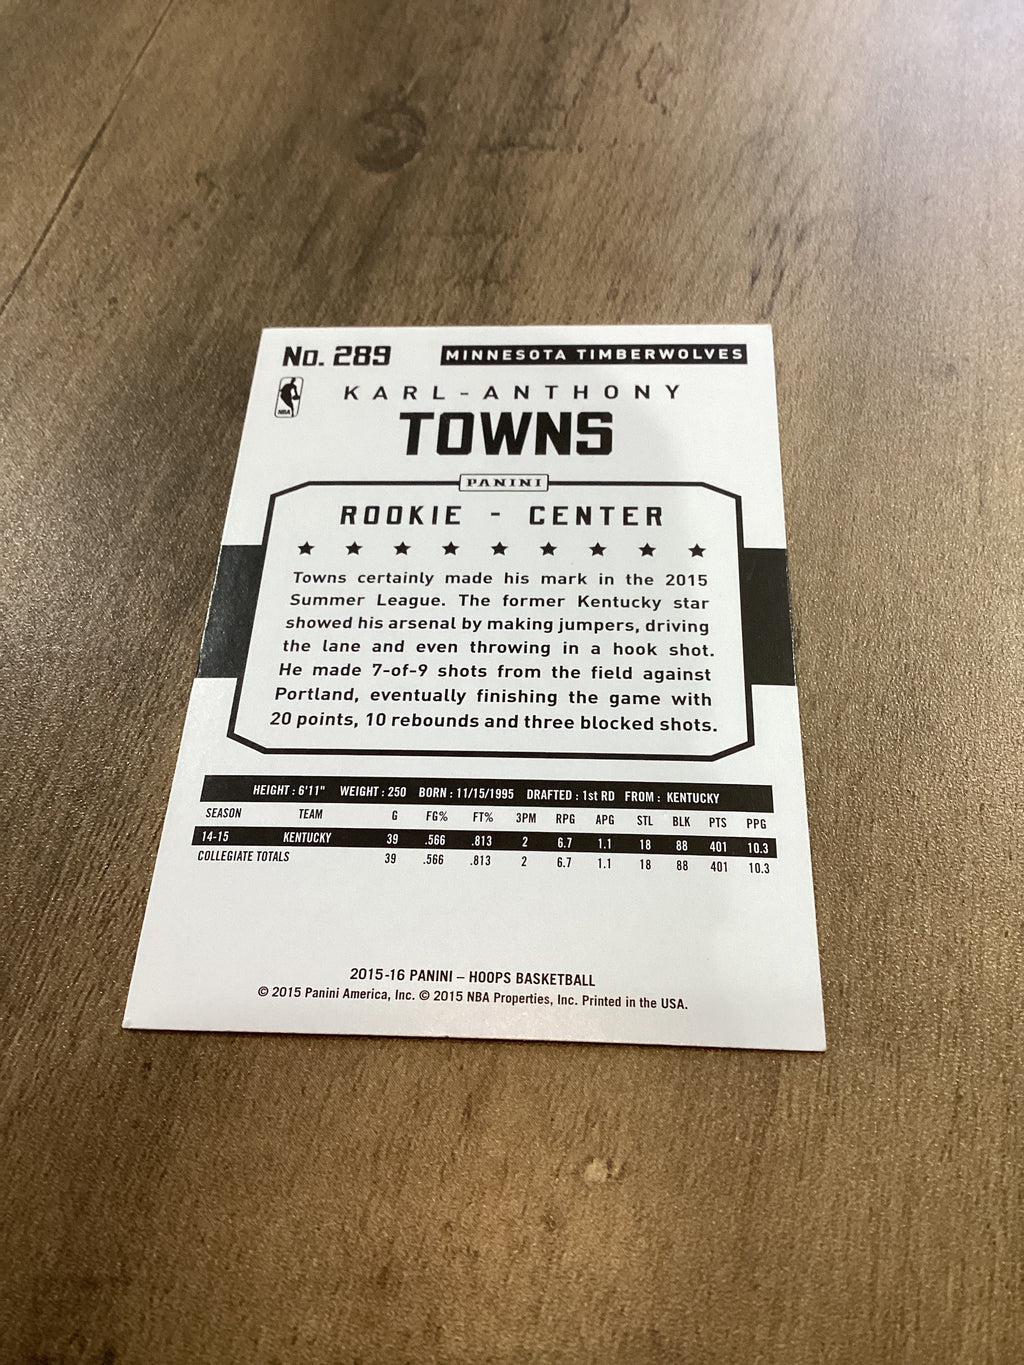 No. 289
MINNESOTA TIMBERWOLVES
NBA
KARL-ANTHONY
TOWNS
PANINI
ROOKIE - CENTER
Towns certainly made his mark in the 2015
Summer League. The former Kentucky star
showed his arsenal by making jumpers, driving
the lane and even throwing in a hook shot.
He made 7-of-9 shots from the field against
Portland, eventually finishing the game with
20 points, 10 rebounds and three blocked shots.
HEIGHT : 6'11" WEIGHT : 250 BORN : 11/15/1995 DRAFTED : 1st RD FROM : KENTUCKY
SEASON TEAM G FG% FT% 3PM RPG APG STL BLK PTS PPG
14-15 KENTUCKY 39 .566 .813 2 6.7 1.1 18 88 401 10.3
COLLEGIATE TOTALS 39 .566 .813 2 6.7 1.1 18 88 401 10.3
2015-16 PANINI – HOOPS BASKETBALL
© 2015 Panini America, Inc. © 2015 NBA Properties, Inc. Printed in the USA.